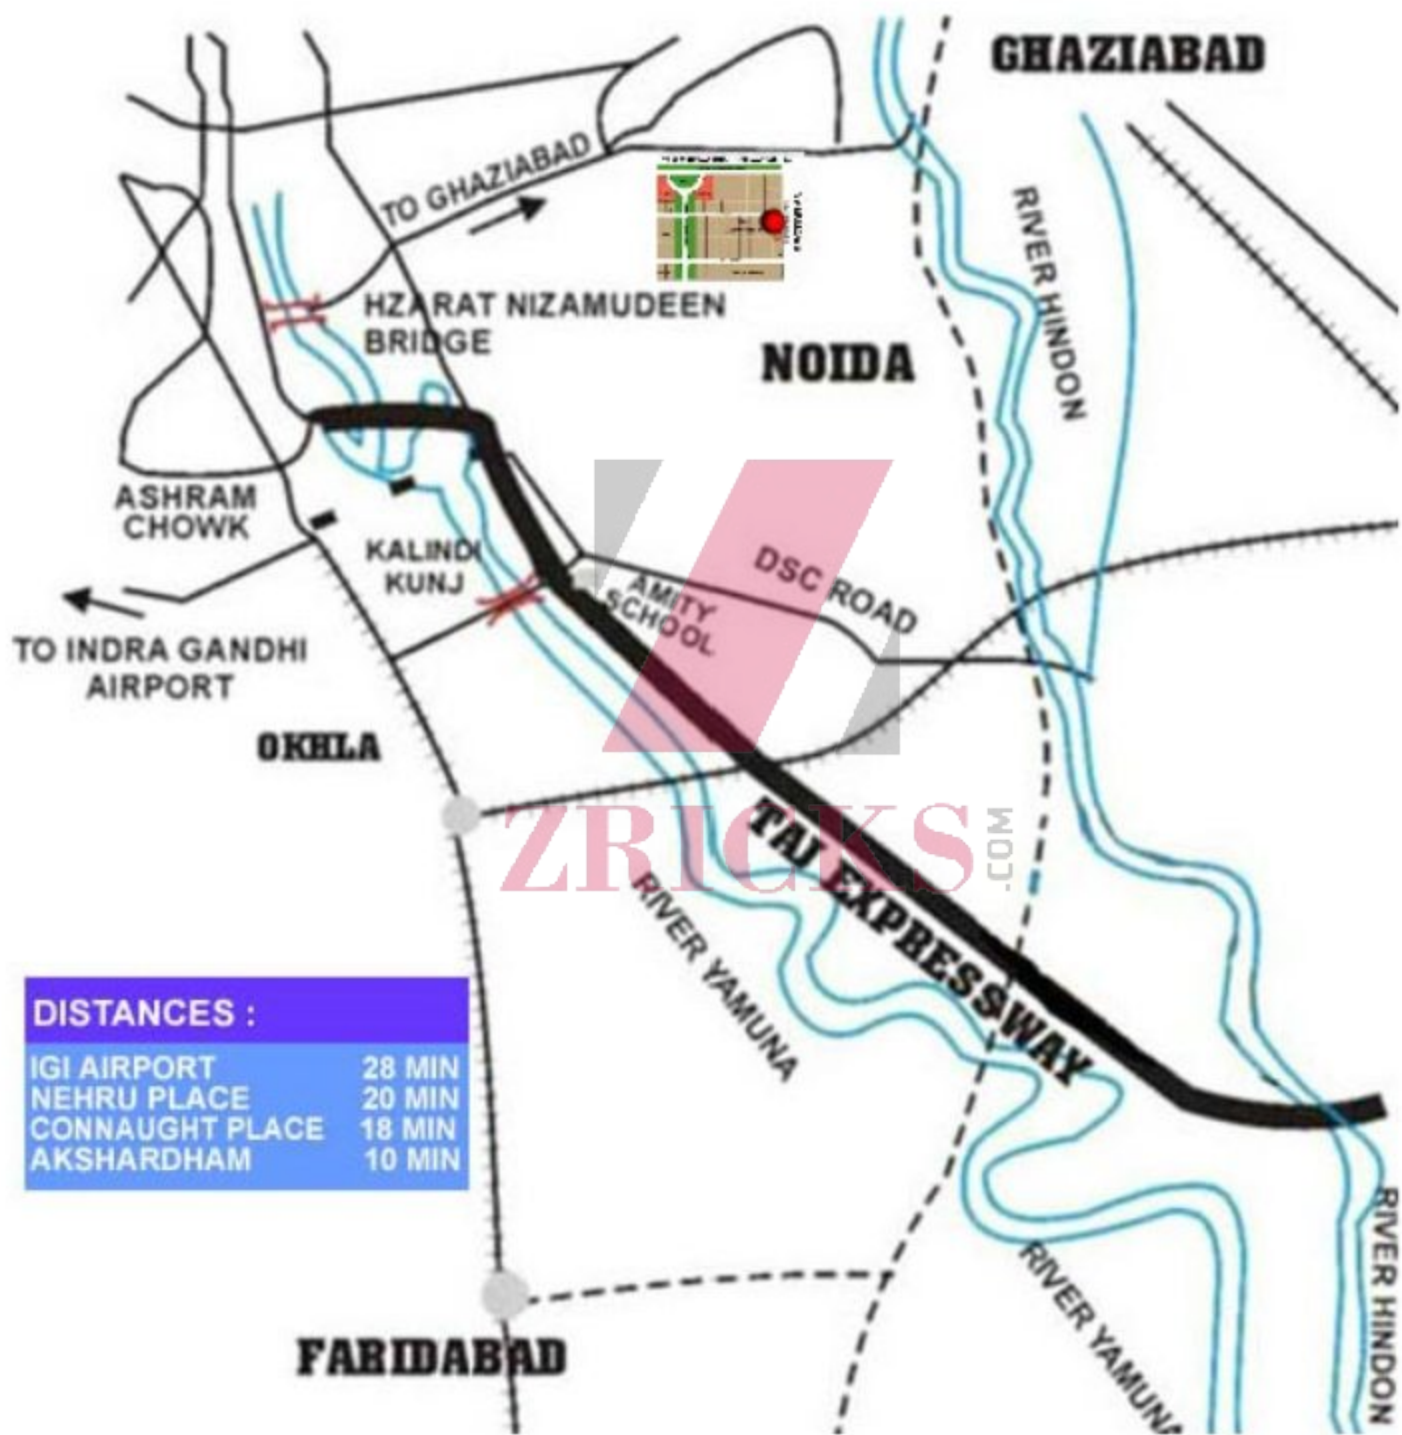 GHAZIABAD
TO GHAZIABAD
RIVER HINDON
HZARAT NIZAMUDEEN
BRIDGE
NOIDA
ASHRAM
CHOWK
KALINDI
KUNJ
DSC ROAD
AMITY
SCHOOL
TO INDRA GANDHI
AIRPORT
OKHLA
ZRICKS
.COM
TAJ EXPRESSWAY
RIVER YAMUNA
DISTANCES :
IGI AIRPORT 28 MIN
NEHRU PLACE 20 MIN
CONNAUGHT PLACE 18 MIN
AKSHARDHAM 10 MIN
RIVER HINDON
RIVER YAMUNA
FARIDABAD